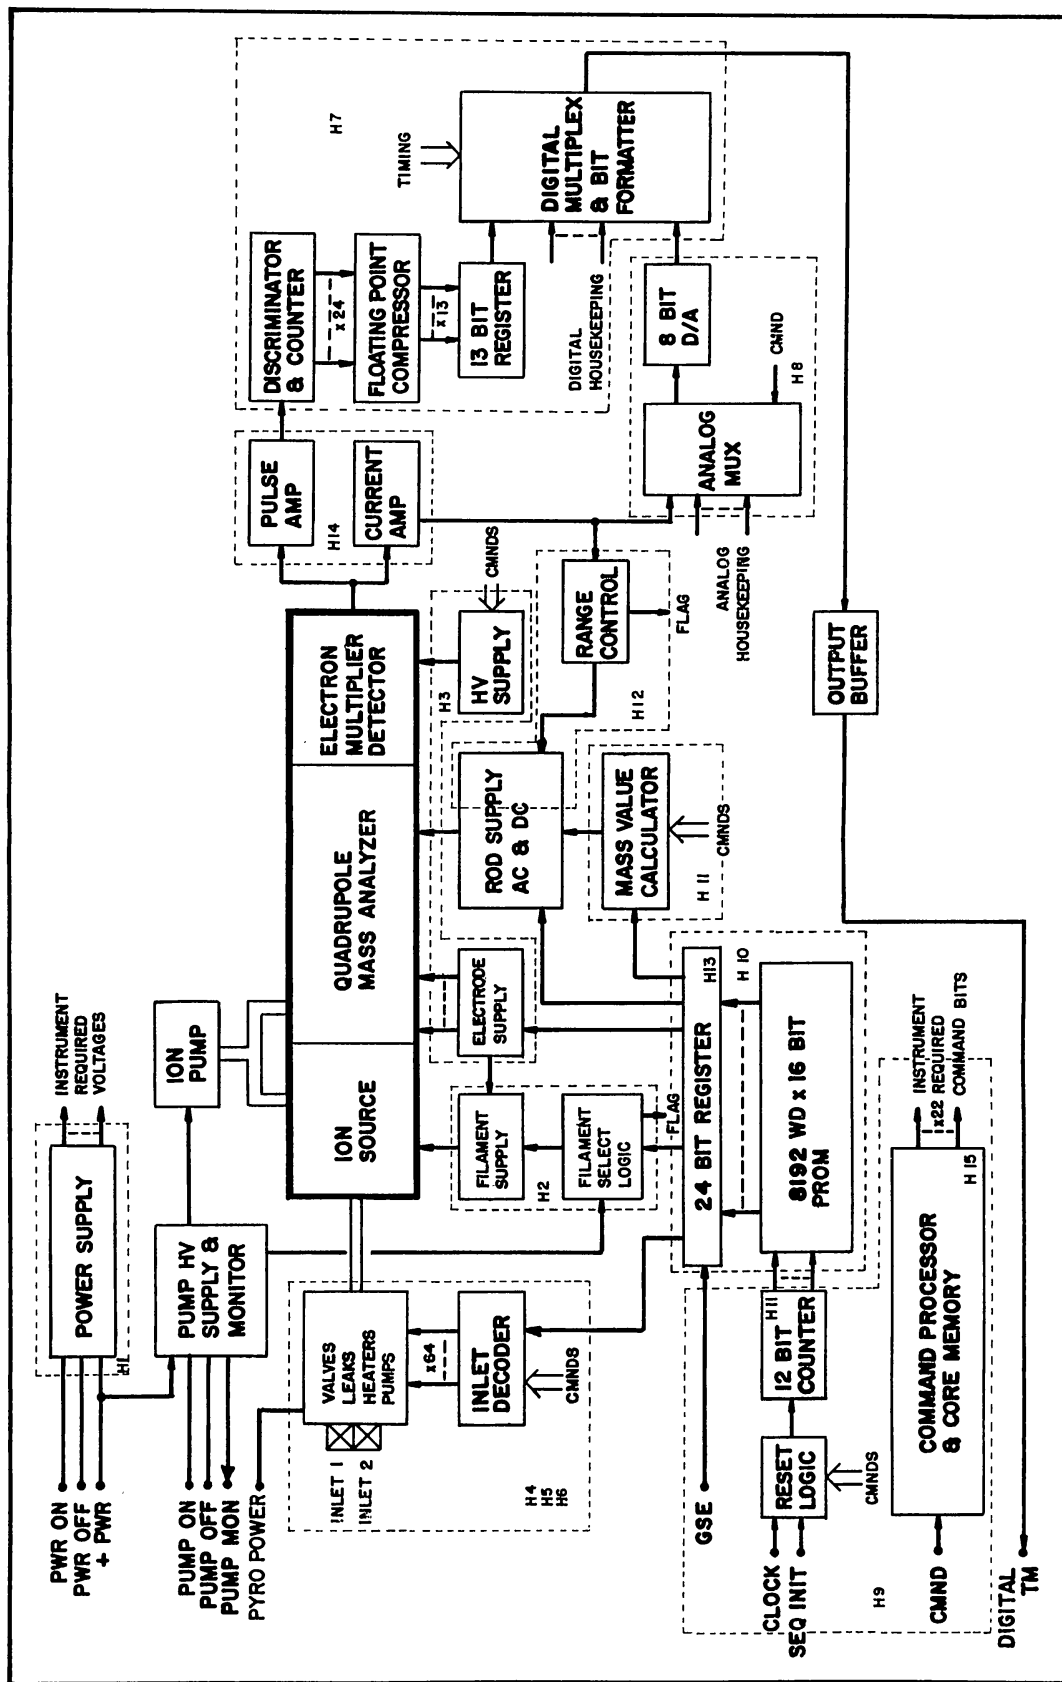 PWR ON
PWR OFF
+ PWR
H1
POWER SUPPLY
INSTRUMENT
REQUIRED
VOLTAGES
PUMP ON
PUMP OFF
PUMP MON
PYRO POWER
PUMP HV
SUPPLY &
MONITOR
ION
PUMP
INLET 1
INLET 2
VALVES
LEAKS
HEATERS
PUMPS
x64
INLET
DECODER
CMNDS
H4
H5
H6
ION
SOURCE
QUADRUPOLE
MASS ANALYZER
ELECTRON
MULTIPLIER
DETECTOR
FILAMENT
SUPPLY
H2
FILAMENT
SELECT
LOGIC
FLAG
ELECTRODE
SUPPLY
ROD SUPPLY
AC & DC
H3
HV
SUPPLY
CMNDS
PULSE
AMP
H14
CURRENT
AMP
DISCRIMINATOR
& COUNTER
x24
FLOATING POINT
COMPRESSOR
x13
13 BIT
REGISTER
H7
TIMING
DIGITAL
MULTIPLEX
& BIT
FORMATTER
DIGITAL
HOUSEKEEPING
8 BIT
D/A
CMND
H8
ANALOG
MUX
ANALOG
HOUSEKEEPING
RANGE
CONTROL
FLAG
H12
MASS VALUE
CALCULATOR
CMNDS
H11
GSE
24 BIT REGISTER
H13
H10
8192 WD x 16 BIT
PROM
CLOCK
SEQ INIT
RESET
LOGIC
CMNDS
H11
12 BIT
COUNTER
H9
CMND
COMMAND PROCESSOR
& CORE MEMORY
H15
INSTRUMENT
x22 REQUIRED
COMMAND BITS
OUTPUT
BUFFER
DIGITAL
TM